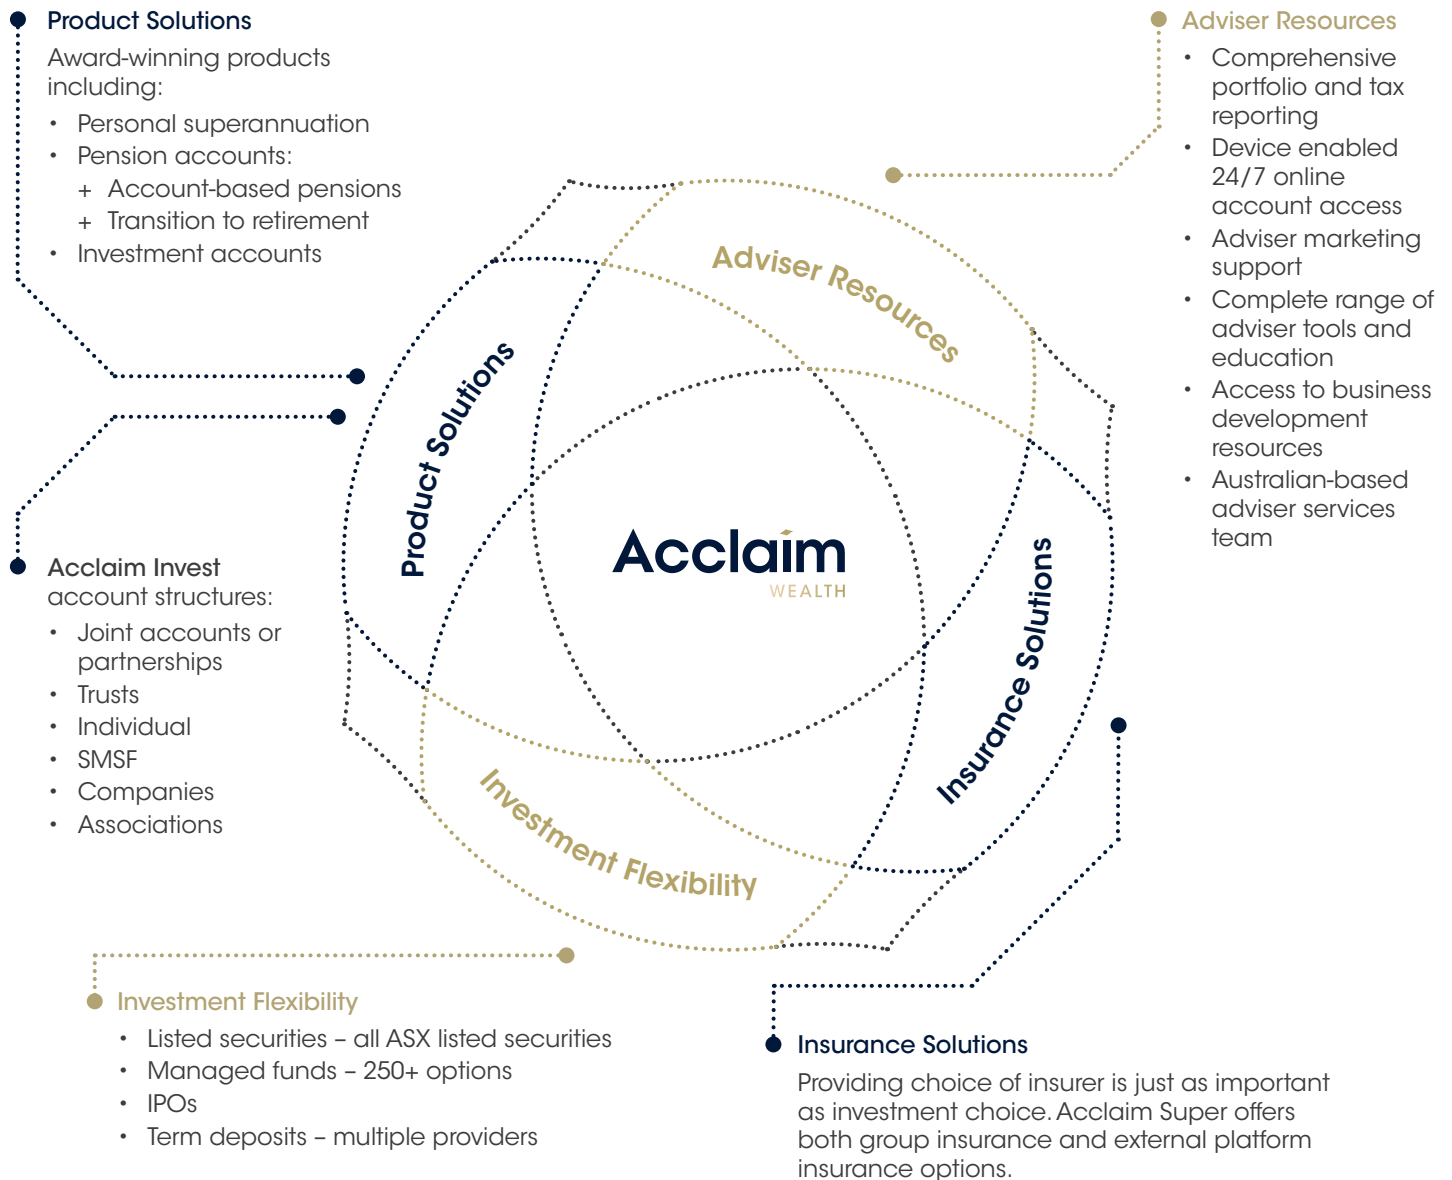 Product Solutions
Award-winning products
including:
• Personal superannuation
• Pension accounts:
+ Account-based pensions
+ Transition to retirement
• Investment accounts
Adviser Resources
• Comprehensive
portfolio and tax
reporting
• Device enabled
24/7 online
account access
• Adviser marketing
support
• Complete range of
adviser tools and
education
• Access to business
development
resources
• Australian-based
adviser services
team
Adviser Resources
Product Solutions
Acclaim
WEALTH
Insurance Solutions
Investment Flexibility
Acclaim Invest
account structures:
• Joint accounts or
partnerships
• Trusts
• Individual
• SMSF
• Companies
• Associations
Investment Flexibility
• Listed securities – all ASX listed securities
• Managed funds – 250+ options
• IPOs
• Term deposits – multiple providers
Insurance Solutions
Providing choice of insurer is just as important
as investment choice. Acclaim Super offers
both group insurance and external platform
insurance options.